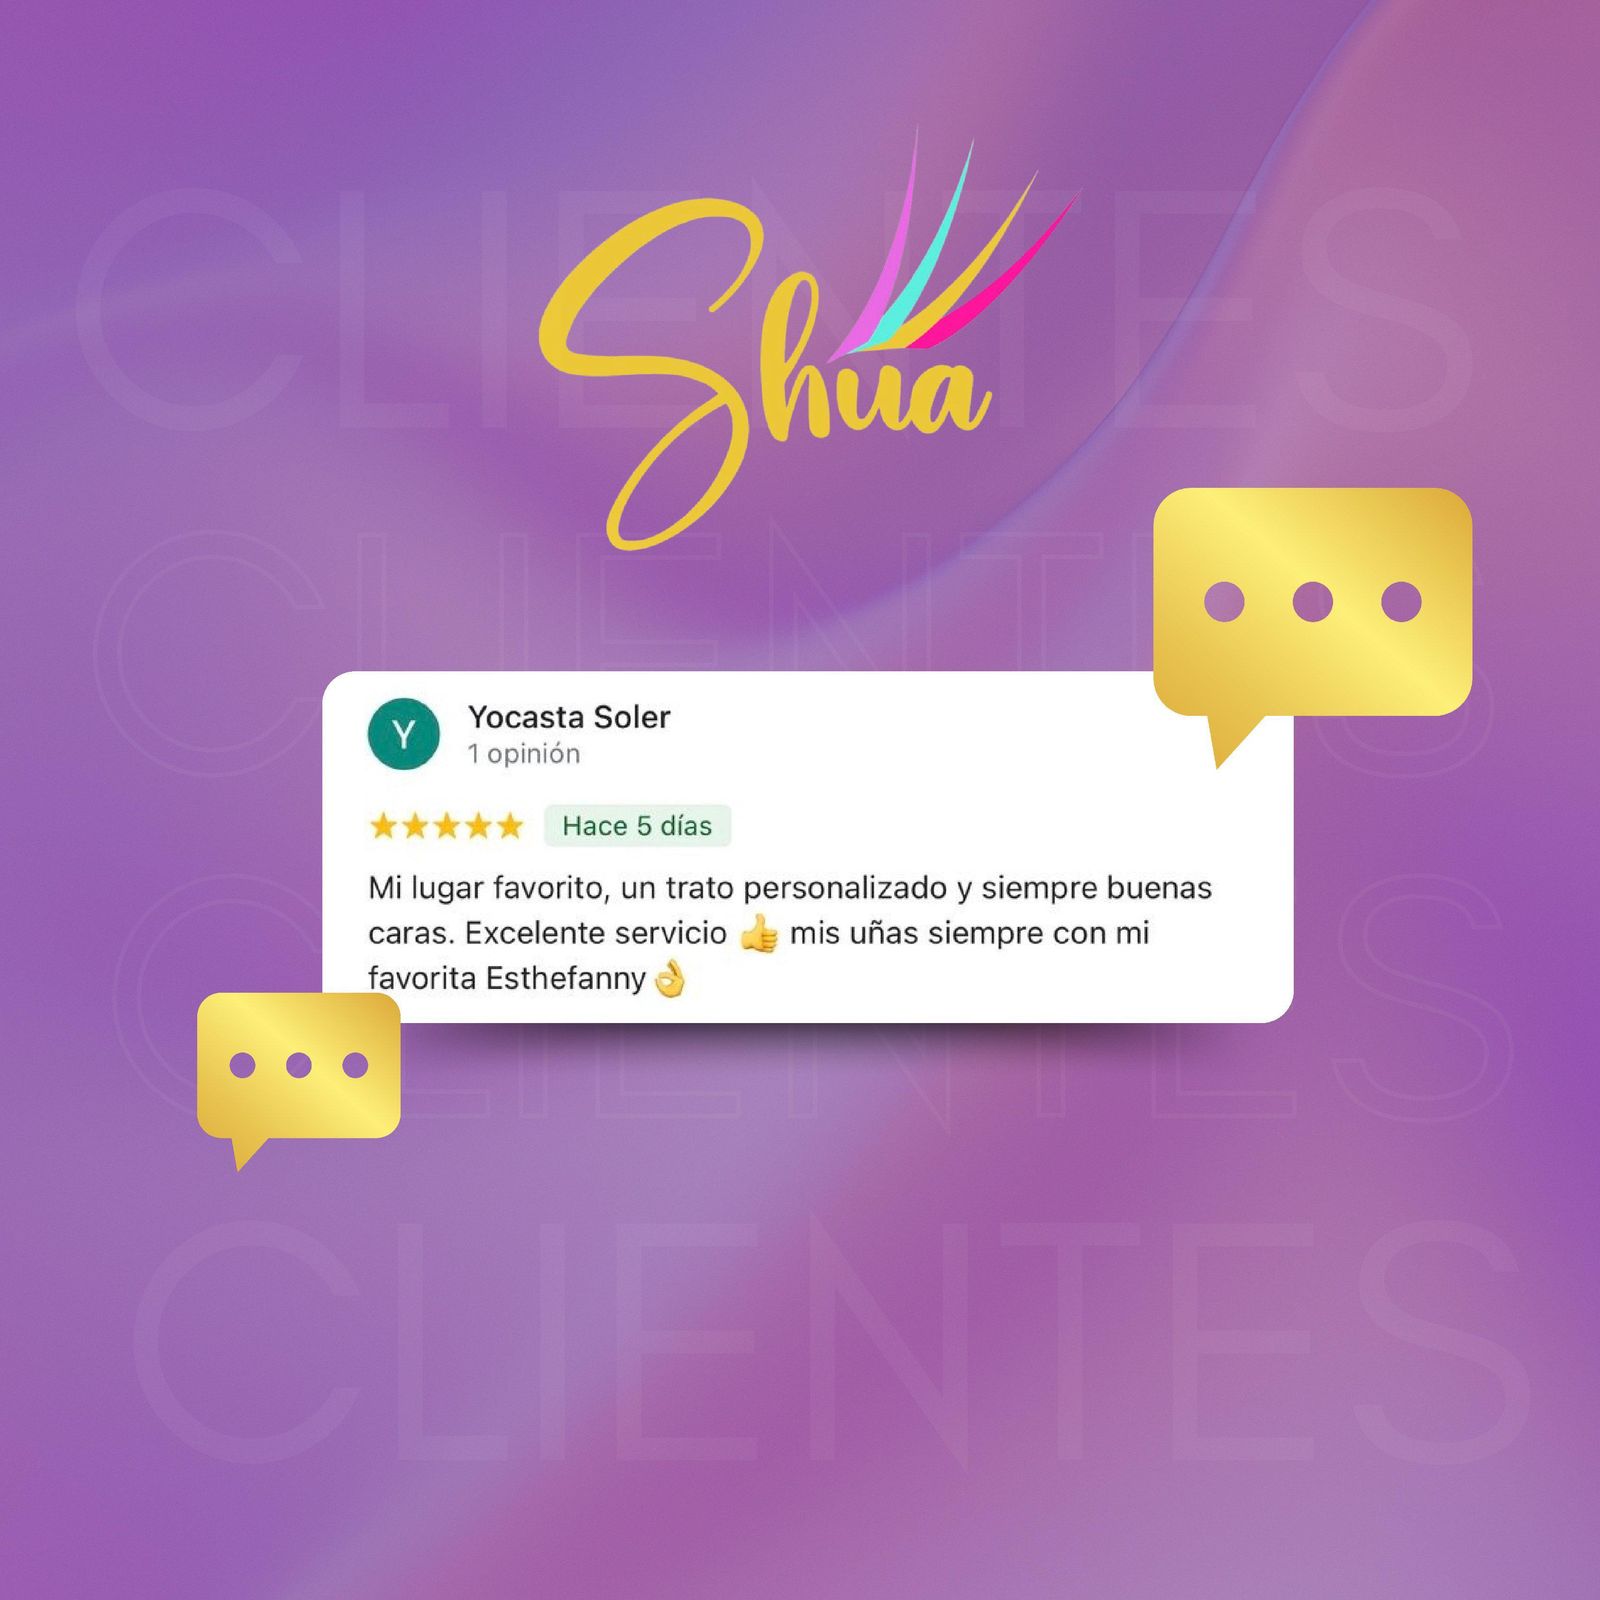 CLIENTES
Shua
CLIENTES
Y
Yocasta Soler
1 opinión
Hace 5 días
Mi lugar favorito, un trato personalizado y siempre buenas
caras. Excelente servicio 👍 mis uñas siempre con mi
favorita Esthefanny👌
CLIENTES
CLIENTES